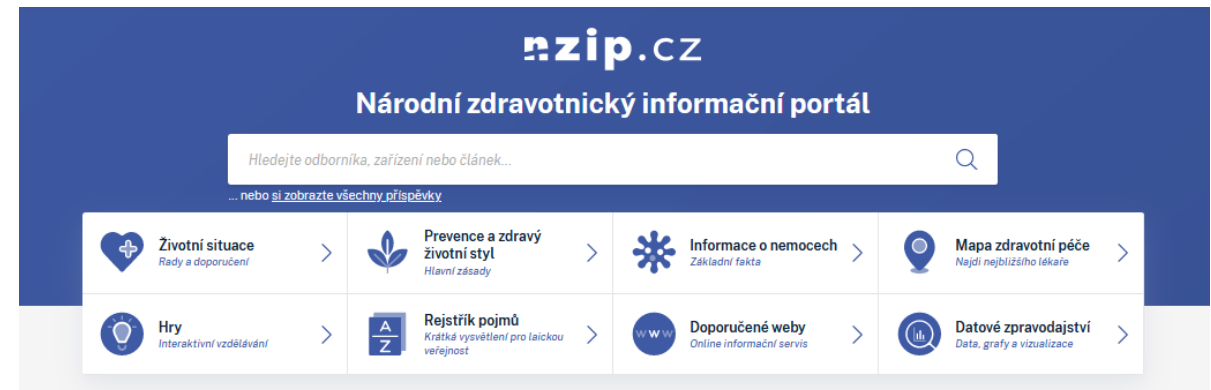 nzip.cz
Národní zdravotnický informační portál
Hledejte odborníka, zařízení nebo článek...
... nebo si zobrazte všechny příspěvky
Životní situace
Rady a doporučení
Prevence a zdravý
životní styl
Hlavní zásady
Informace o nemocech
Základní fakta
Mapa zdravotní péče
Najdi nejbližšího lékaře
Hry
Interaktivní vzdělávání
A
Z
Rejstřík pojmů
Krátká vysvětlení pro laickou
veřejnost
www
Doporučené weby
Online informační servis
Datové zpravodajství
Data, grafy a vizualizace